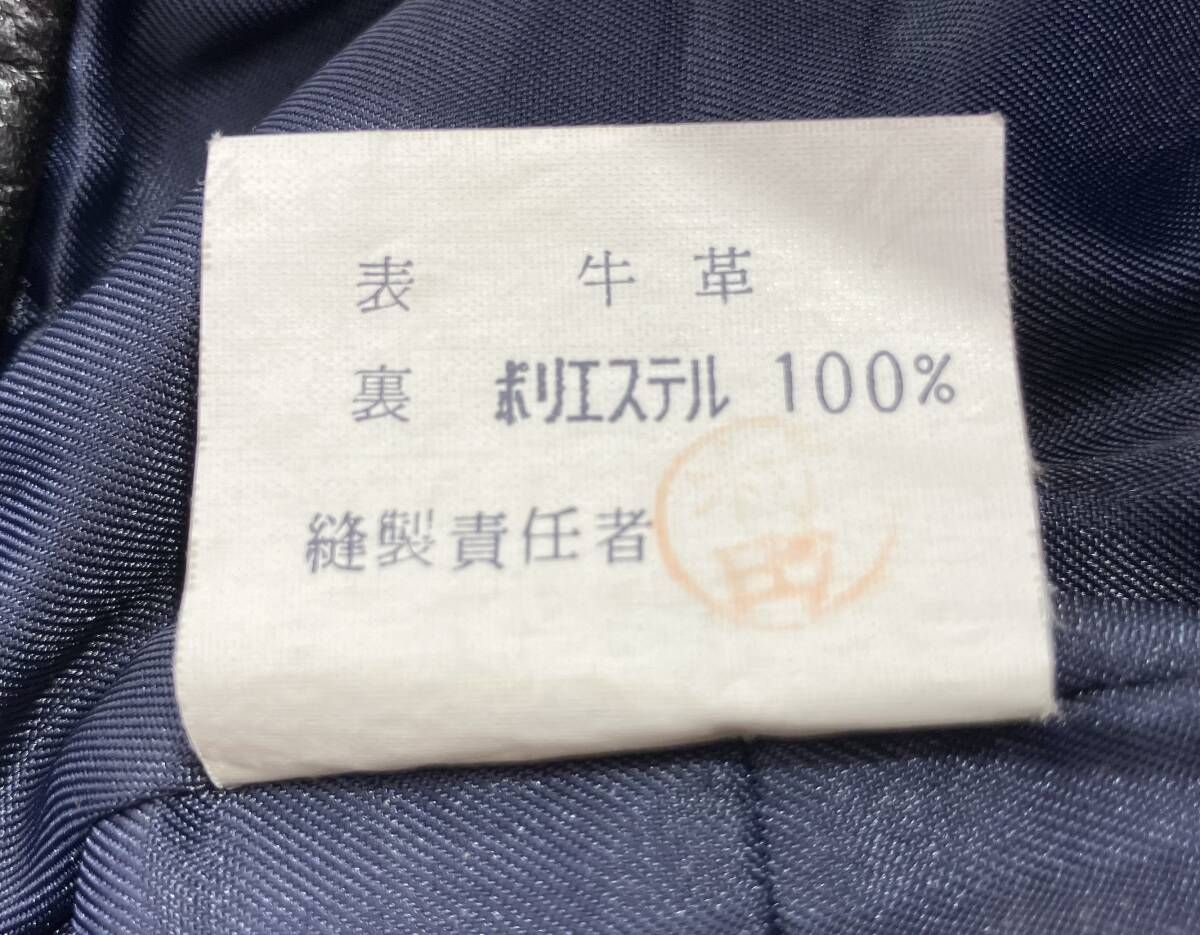 表 牛革
裏 ポリエステル 100%
縫製責任者